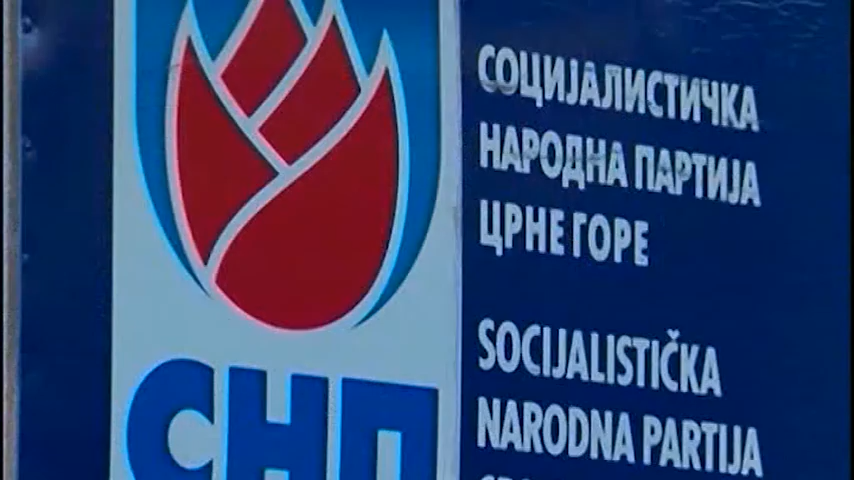 СОЦИЈАЛИСТИЧКА
НАРОДНА ПАРТИЈА
ЦРНЕ ГОРЕ
SOCIJALISTIČKA
NARODNA PARTIJA
СНП